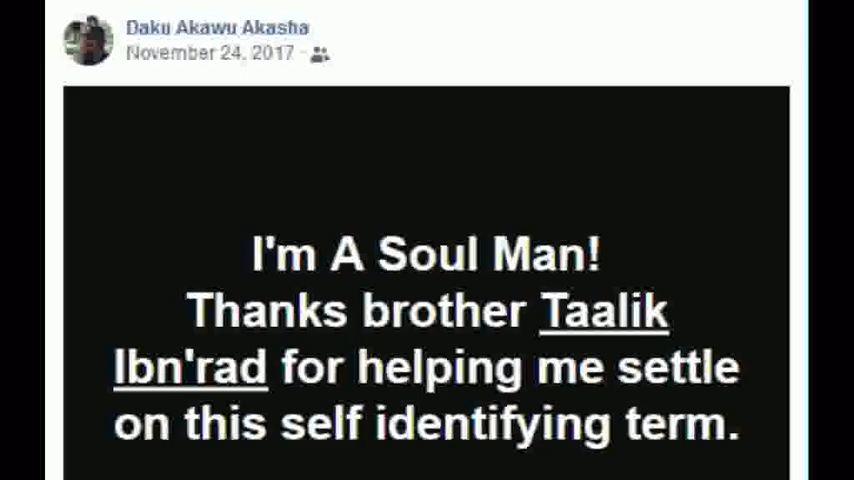 Daku Akawu Akasha
November 24, 2017 ·
I'm A Soul Man!
Thanks brother Taalik
Ibn'rad for helping me settle
on this self identifying term.